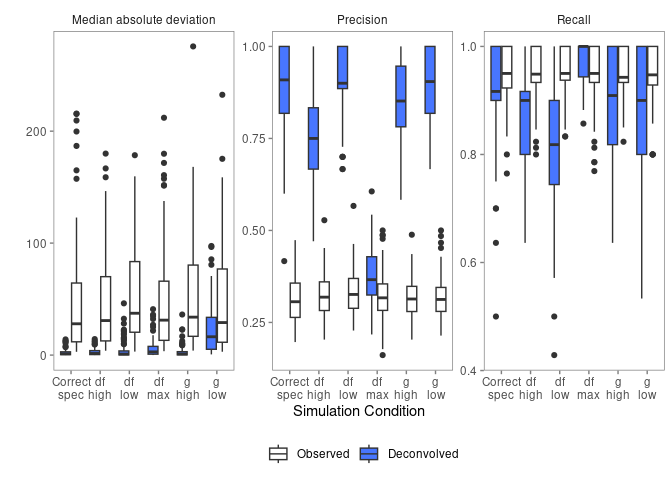 Median absolute deviation
Precision
Recall
200
100
0
1.00
0.75
0.50
0.25
1.0
0.8
0.6
0.4
Correct spec
df high
df low
df max
g high
g low
Correct spec
df high
df low
df max
g high
g low
Correct spec
df high
df low
df max
g high
g low
Simulation Condition
Observed
Deconvolved